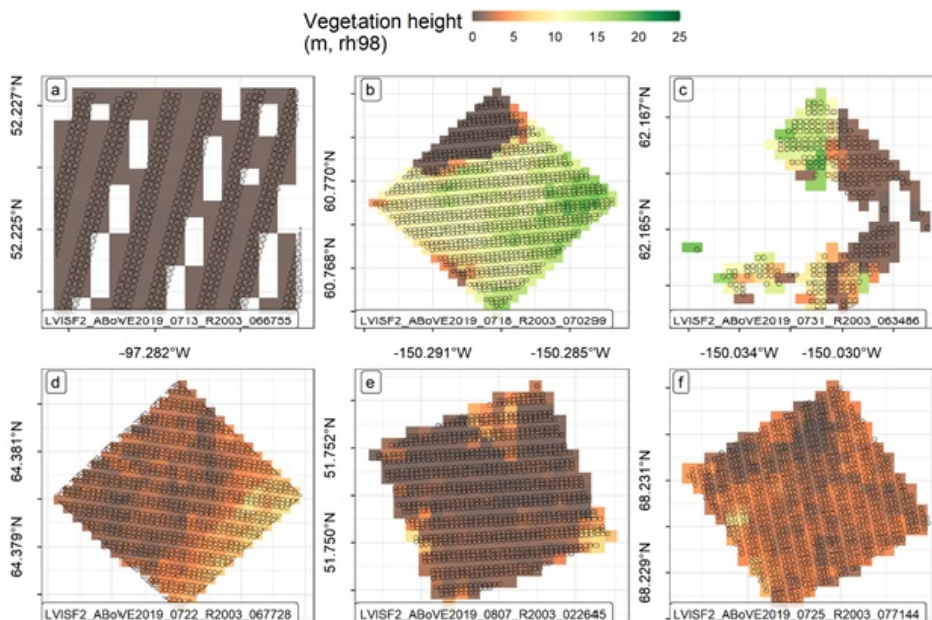 Vegetation height
(m, rh98)
0 5 10 15 20 25
a
b
c
52.227°N
52.225°N
60.770°N
60.768°N
62.167°N
62.165°N
LVISF2_ABoVE2019_0713_R2003_066755
LVISF2_ABoVE2019_0718_R2003_070299
LVISF2_ABoVE2019_0731_R2003_063486
-97.282°W
-150.291°W
-150.285°W
-150.034°W
-150.030°W
d
e
f
64.381°N
64.379°N
51.752°N
51.750°N
68.231°N
68.229°N
LVISF2_ABoVE2019_0722_R2003_067728
LVISF2_ABoVE2019_0807_R2003_022645
LVISF2_ABoVE2019_0725_R2003_077144